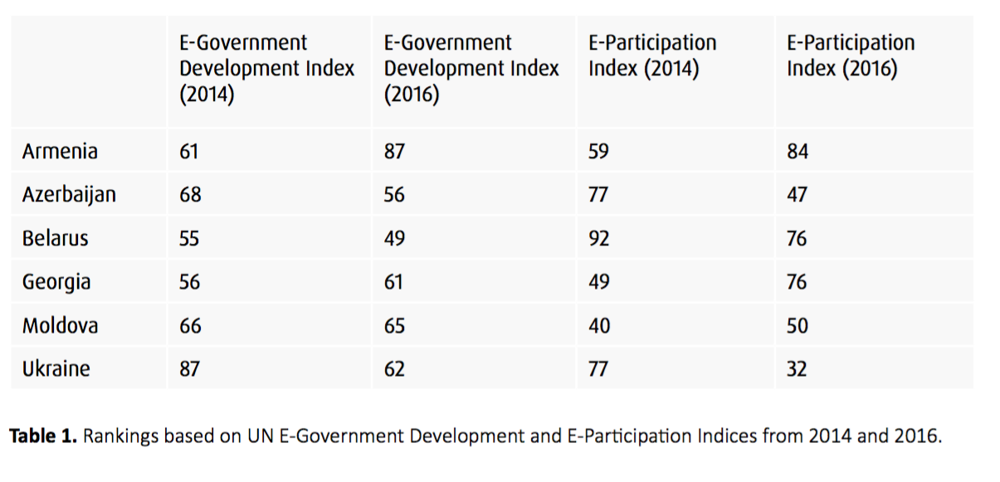 E-Government Development Index (2014) E-Government Development Index (2016) E-Participation Index (2014) E-Participation Index (2016)
Armenia 61 87 59 84
Azerbaijan 68 56 77 47
Belarus 55 49 92 76
Georgia 56 61 49 76
Moldova 66 65 40 50
Ukraine 87 62 77 32
Table 1. Rankings based on UN E-Government Development and E-Participation Indices from 2014 and 2016.